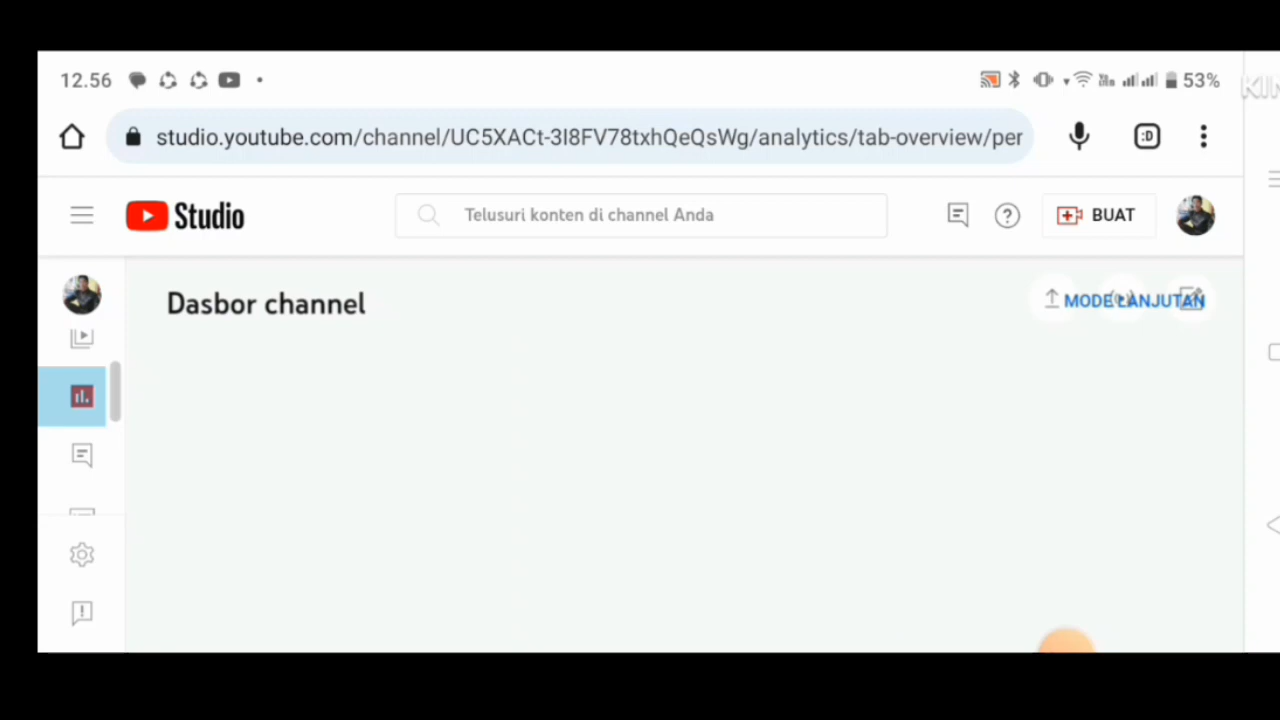 12.56
53%
KIN
studio.youtube.com/channel/UC5XACt-3I8FV78txhQeQsWg/analytics/tab-overview/per
:D
Studio
Telusuri konten di channel Anda
BUAT
Dasbor channel
MODE LANJUTAN